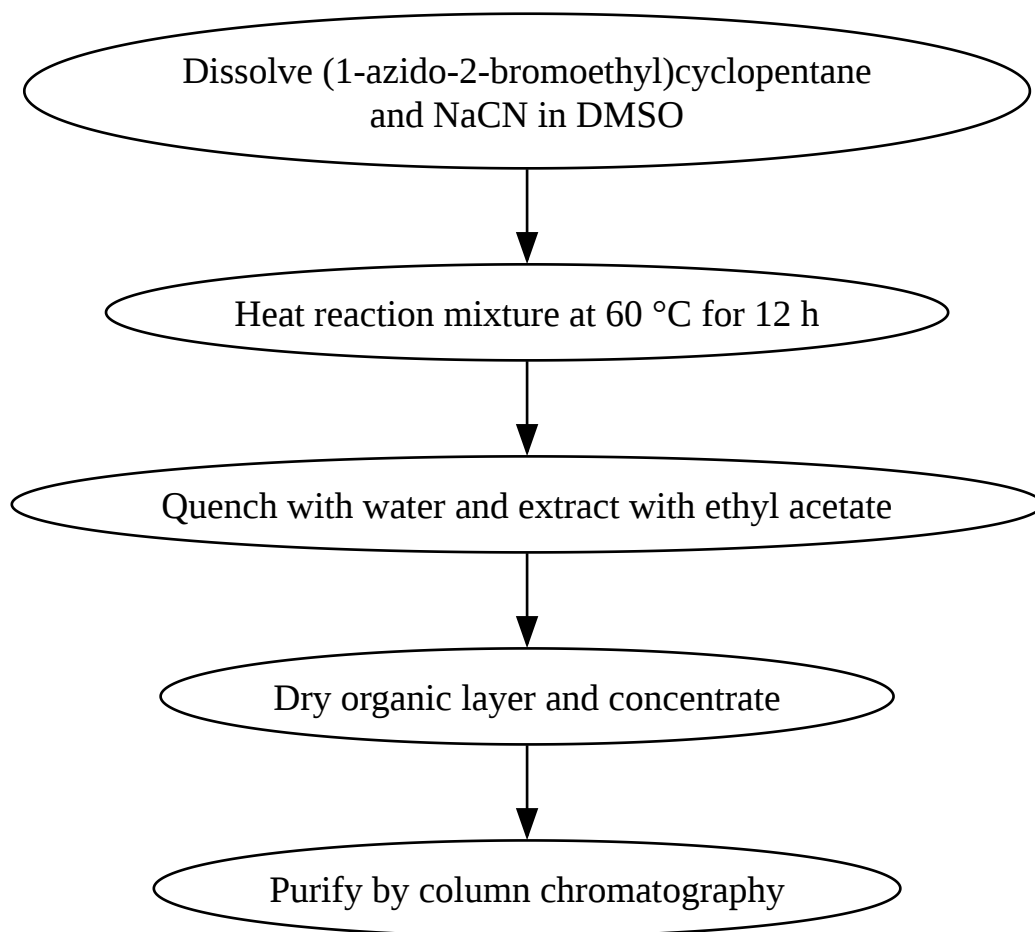 Dissolve (1-azido-2-bromoethyl)cyclopentane
and NaCN in DMSO
Heat reaction mixture at 60 °C for 12 h
Quench with water and extract with ethyl acetate
Dry organic layer and concentrate
Purify by column chromatography